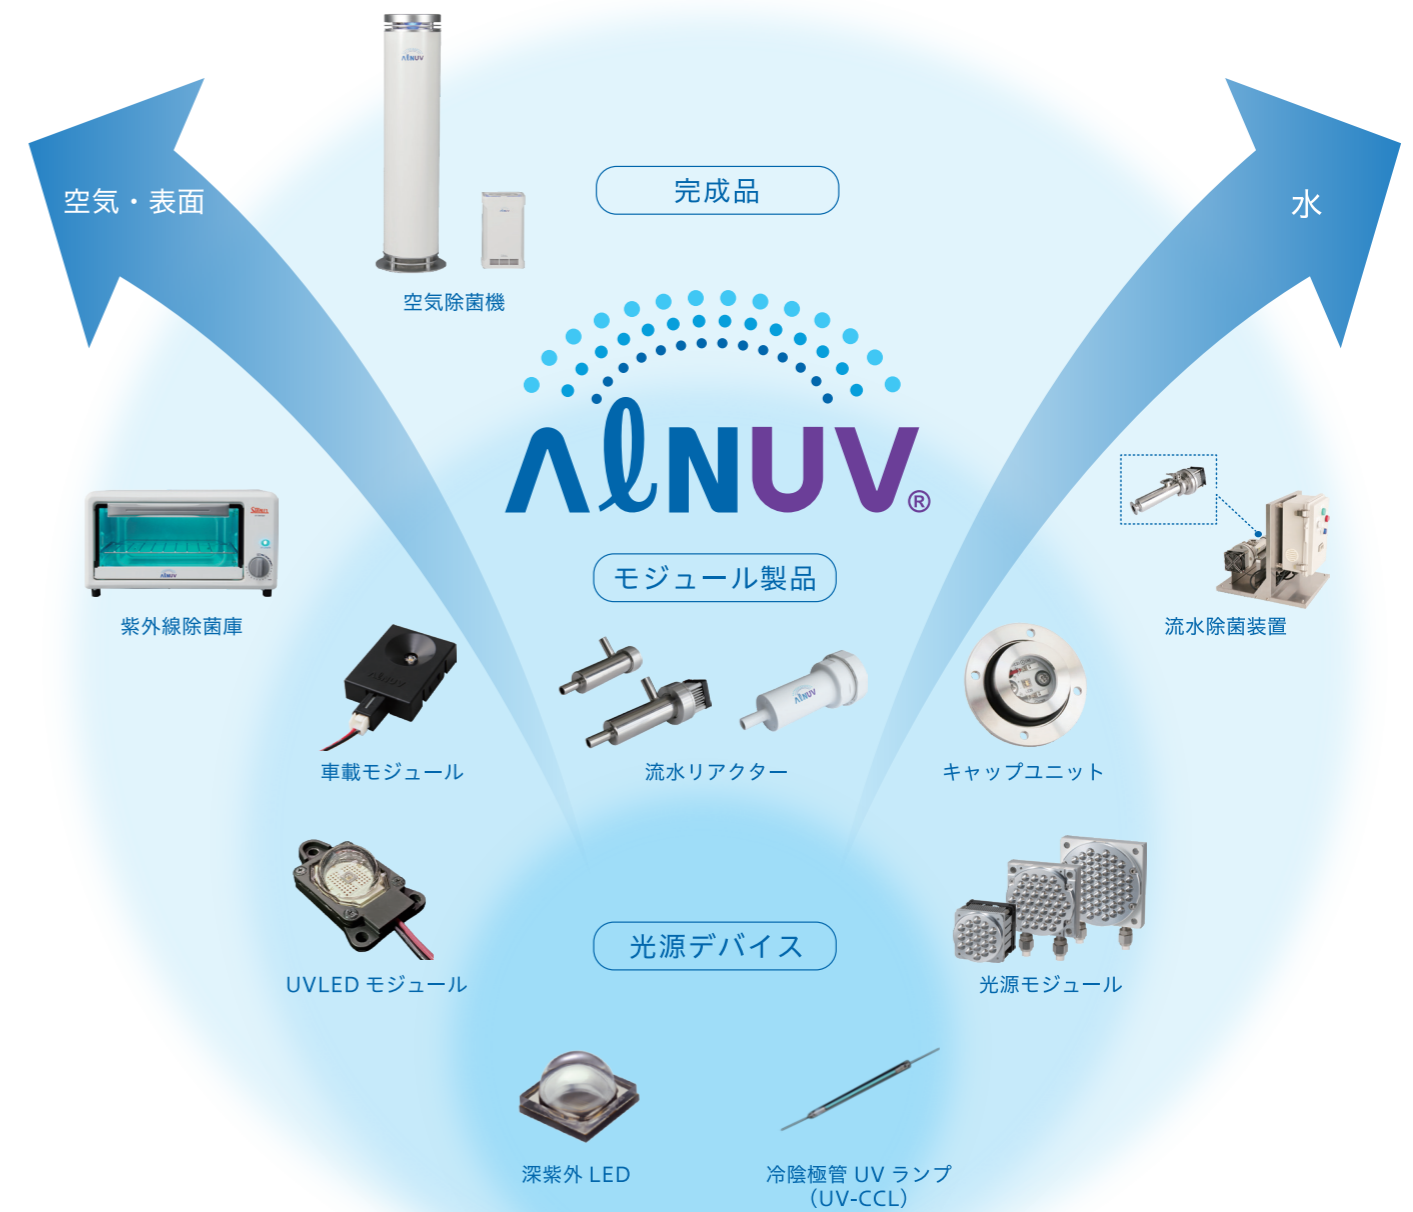 AlNUV
空気・表面
水
完成品
空気除菌機
AlNUV®
AlNUV
紫外線除菌庫
モジュール製品
流水除菌装置
AlNUV
AlNUV
車載モジュール
流水リアクター
キャップユニット
光源デバイス
UVLED モジュール
光源モジュール
深紫外 LED
冷陰極管 UV ランプ
（UV-CCL）